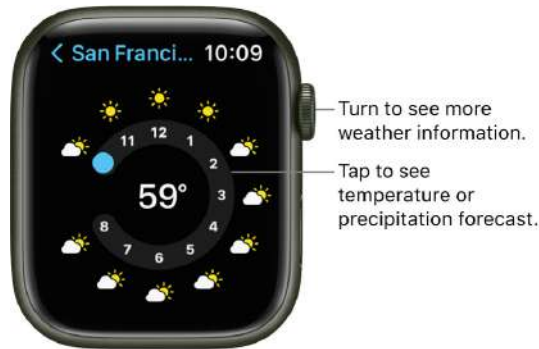 < San Franci... 10:09
12
11
1
2
59°
3
8
4
7
5
6
Turn to see more
weather information.
Tap to see
temperature or
precipitation forecast.